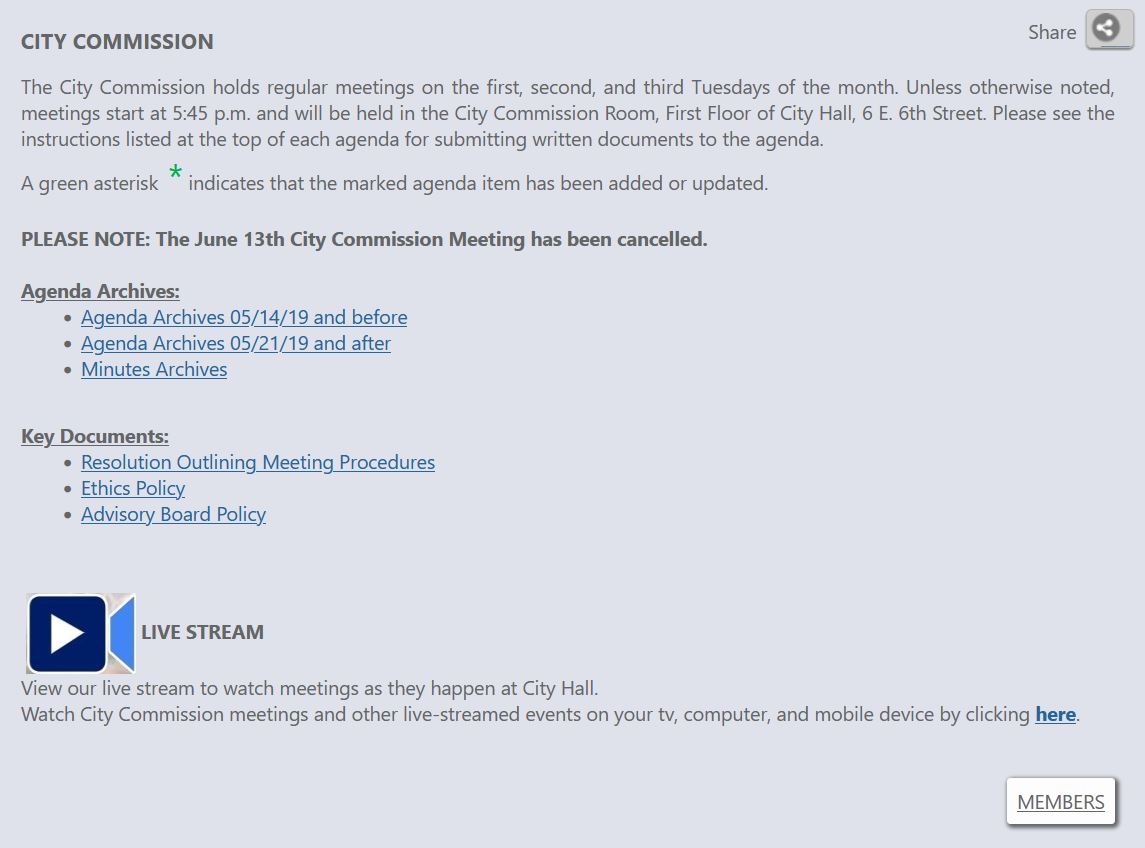 Share
CITY COMMISSION
The City Commission holds regular meetings on the first, second, and third Tuesdays of the month. Unless otherwise noted,
meetings start at 5:45 p.m. and will be held in the City Commission Room, First Floor of City Hall, 6 E. 6th Street. Please see the
instructions listed at the top of each agenda for submitting written documents to the agenda.
A green asterisk * indicates that the marked agenda item has been added or updated.
PLEASE NOTE: The June 13th City Commission Meeting has been cancelled.
Agenda Archives:
• Agenda Archives 05/14/19 and before
• Agenda Archives 05/21/19 and after
• Minutes Archives
Key Documents:
• Resolution Outlining Meeting Procedures
• Ethics Policy
• Advisory Board Policy
LIVE STREAM
View our live stream to watch meetings as they happen at City Hall.
Watch City Commission meetings and other live-streamed events on your tv, computer, and mobile device by clicking here.
MEMBERS